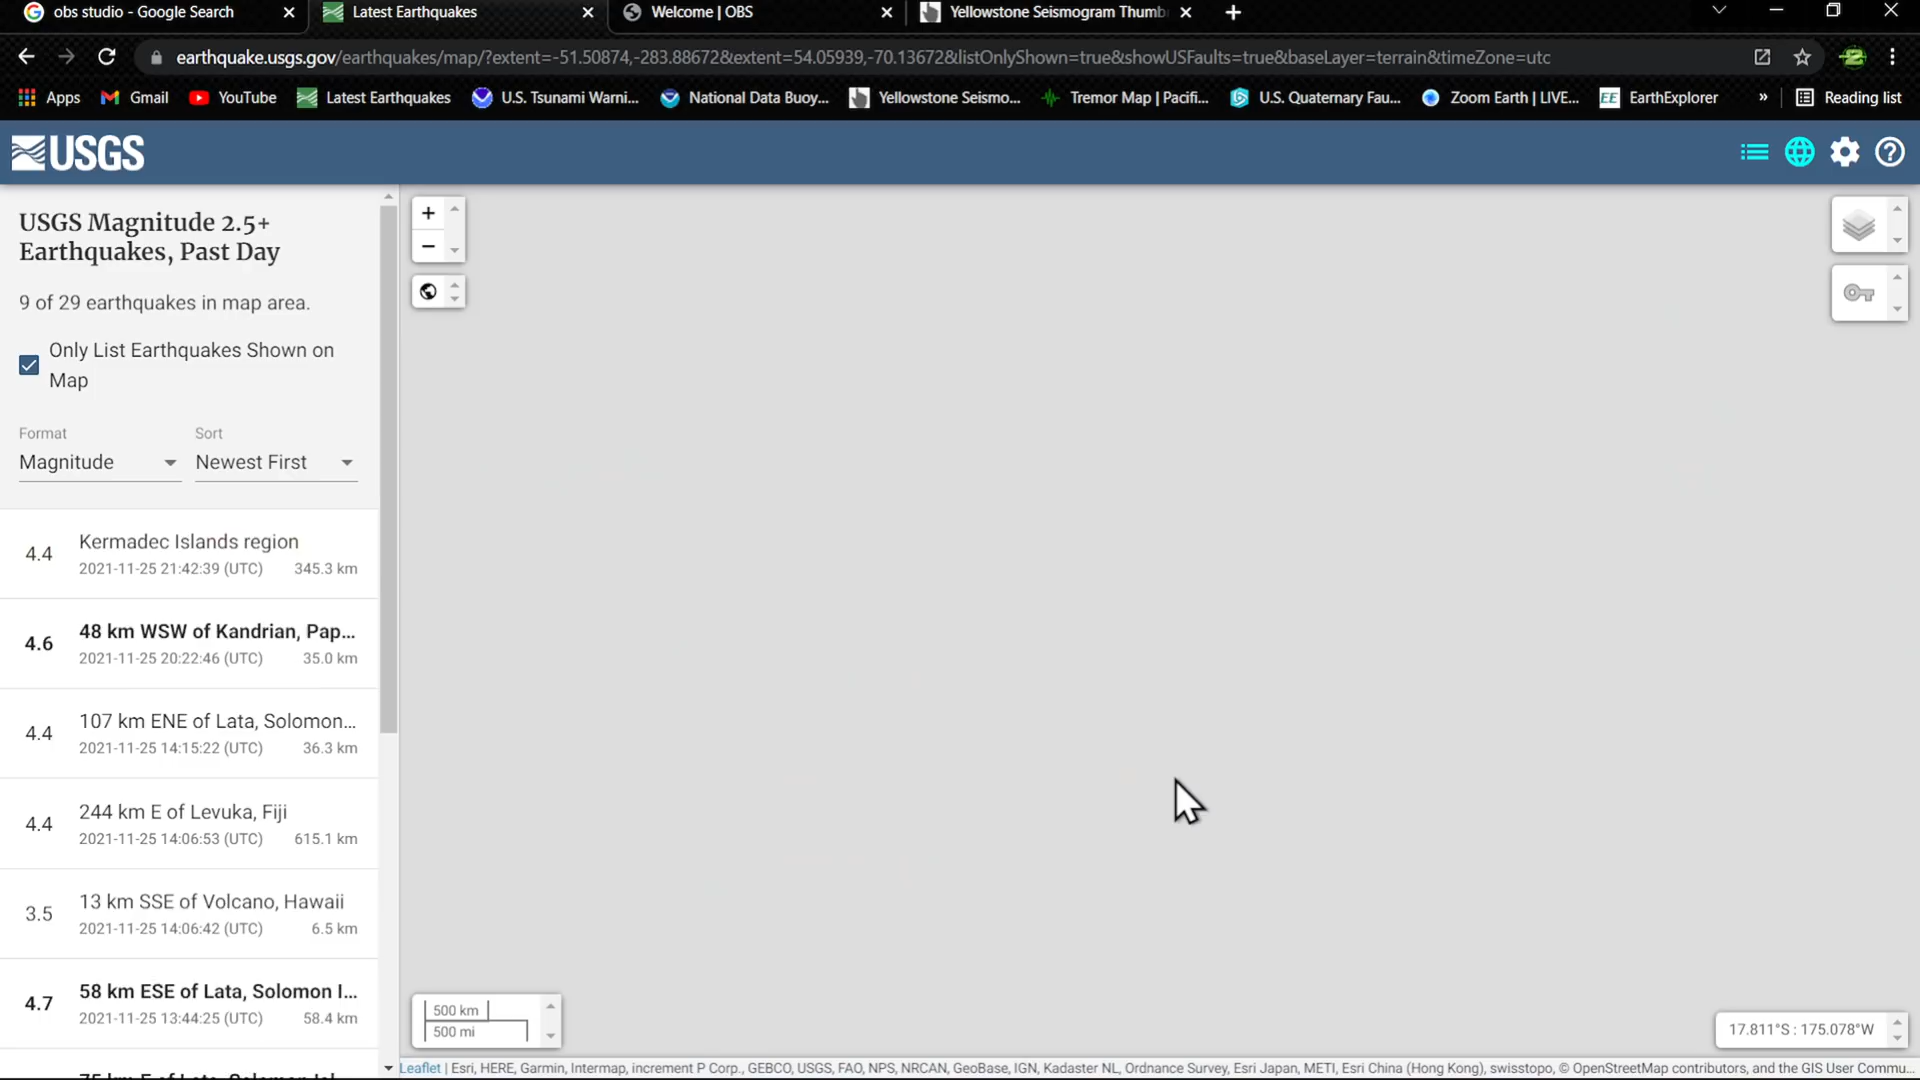 obs studio - Google Search
Latest Earthquakes
Welcome | OBS
Yellowstone Seismogram Thumb
earthquake.usgs.gov/earthquakes/map/?extent=-51.50874,-283.88672&extent=54.05939,-70.13672&listOnlyShown=true&showUSFaults=true&baseLayer=terrain&timeZone=utc
Apps
Gmail
YouTube
Latest Earthquakes
U.S. Tsunami Warni...
National Data Buoy...
Yellowstone Seismo...
Tremor Map | Pacifi...
U.S. Quaternary Fau...
Zoom Earth | LIVE...
EE EarthExplorer
»
Reading list
USGS
USGS Magnitude 2.5+
Earthquakes, Past Day
9 of 29 earthquakes in map area.
Only List Earthquakes Shown on
Map
Format
Sort
Magnitude
Newest First
4.4
Kermadec Islands region
2021-11-25 21:42:39 (UTC) 345.3 km
4.6
48 km WSW of Kandrian, Pap...
2021-11-25 20:22:46 (UTC) 35.0 km
4.4
107 km ENE of Lata, Solomon...
2021-11-25 14:15:22 (UTC) 36.3 km
4.4
244 km E of Levuka, Fiji
2021-11-25 14:06:53 (UTC) 615.1 km
3.5
13 km SSE of Volcano, Hawaii
2021-11-25 14:06:42 (UTC) 6.5 km
4.7
58 km ESE of Lata, Solomon I...
2021-11-25 13:44:25 (UTC) 58.4 km
75 km E of Lata, Solomon Isl
+
−
500 km
500 mi
17.811°S : 175.078°W
Leaflet | Esri, HERE, Garmin, Intermap, increment P Corp., GEBCO, USGS, FAO, NPS, NRCAN, GeoBase, IGN, Kadaster NL, Ordnance Survey, Esri Japan, METI, Esri China (Hong Kong), swisstopo, © OpenStreetMap contributors, and the GIS User Commu...